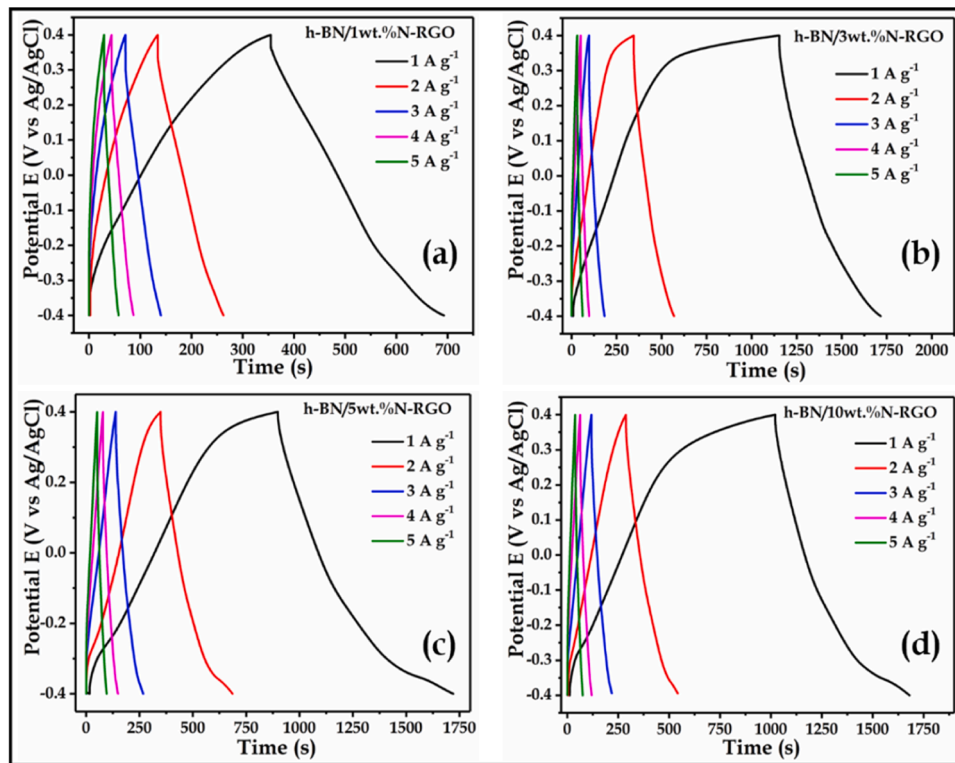 h-BN/1wt.%N-RGO
1 A g⁻¹
2 A g⁻¹
3 A g⁻¹
4 A g⁻¹
5 A g⁻¹
(a)
Potential E (V vs Ag/AgCl)
0.4
0.3
0.2
0.1
0.0
-0.1
-0.2
-0.3
-0.4
0 100 200 300 400 500 600 700
Time (s)
h-BN/3wt.%N-RGO
1 A g⁻¹
2 A g⁻¹
3 A g⁻¹
4 A g⁻¹
5 A g⁻¹
(b)
Potential E (V vs Ag/AgCl)
0.4
0.3
0.2
0.1
0.0
-0.1
-0.2
-0.3
-0.4
0 250 500 750 1000 1250 1500 1750 2000
Time (s)
h-BN/5wt.%N-RGO
1 A g⁻¹
2 A g⁻¹
3 A g⁻¹
4 A g⁻¹
5 A g⁻¹
(c)
Potential E (V vs Ag/AgCl)
0.4
0.3
0.2
0.1
0.0
-0.1
-0.2
-0.3
-0.4
0 250 500 750 1000 1250 1500 1750
Time (s)
h-BN/10wt.%N-RGO
1 A g⁻¹
2 A g⁻¹
3 A g⁻¹
4 A g⁻¹
5 A g⁻¹
(d)
Potential E (V vs Ag/AgCl)
0.4
0.3
0.2
0.1
0.0
-0.1
-0.2
-0.3
-0.4
0 250 500 750 1000 1250 1500 1750
Time (s)